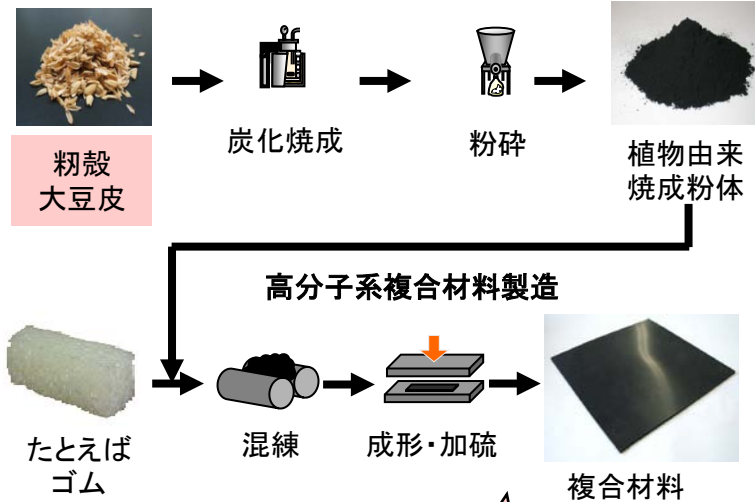 籾殻
大豆皮
炭化焼成
粉砕
植物由来
焼成粉体
高分子系複合材料製造
たとえば
ゴム
混練
成形・加硫
複合材料